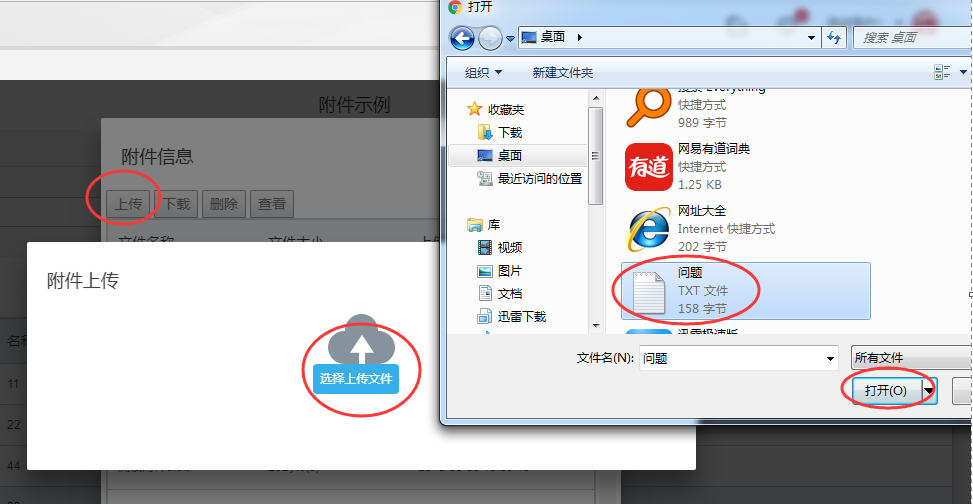 附件示例
附件信息
上传
下载
删除
查看
文件名称
文件大小
附件上传
选择上传文件
11
22
44
打开
桌面
搜索 桌面
组织
新建文件夹
收藏夹
下载
桌面
最近访问的位置
库
视频
图片
文档
迅雷下载
搜索 Everything
快捷方式
989 字节
网易有道词典
快捷方式
1.25 KB
有道
网址大全
Internet 快捷方式
202 字节
问题
TXT 文件
158 字节
迅雷极速版
文件名(N):
问题
所有文件
打开(O)